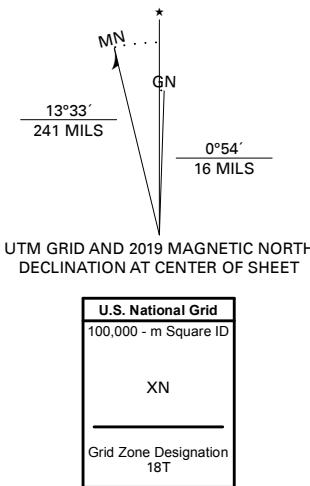 ★
MN
GN
13°33´
241 MILS
0°54´
16 MILS
UTM GRID AND 2019 MAGNETIC NORTH
DECLINATION AT CENTER OF SHEET
U.S. National Grid
100,000 - m Square ID
XN
Grid Zone Designation
18T